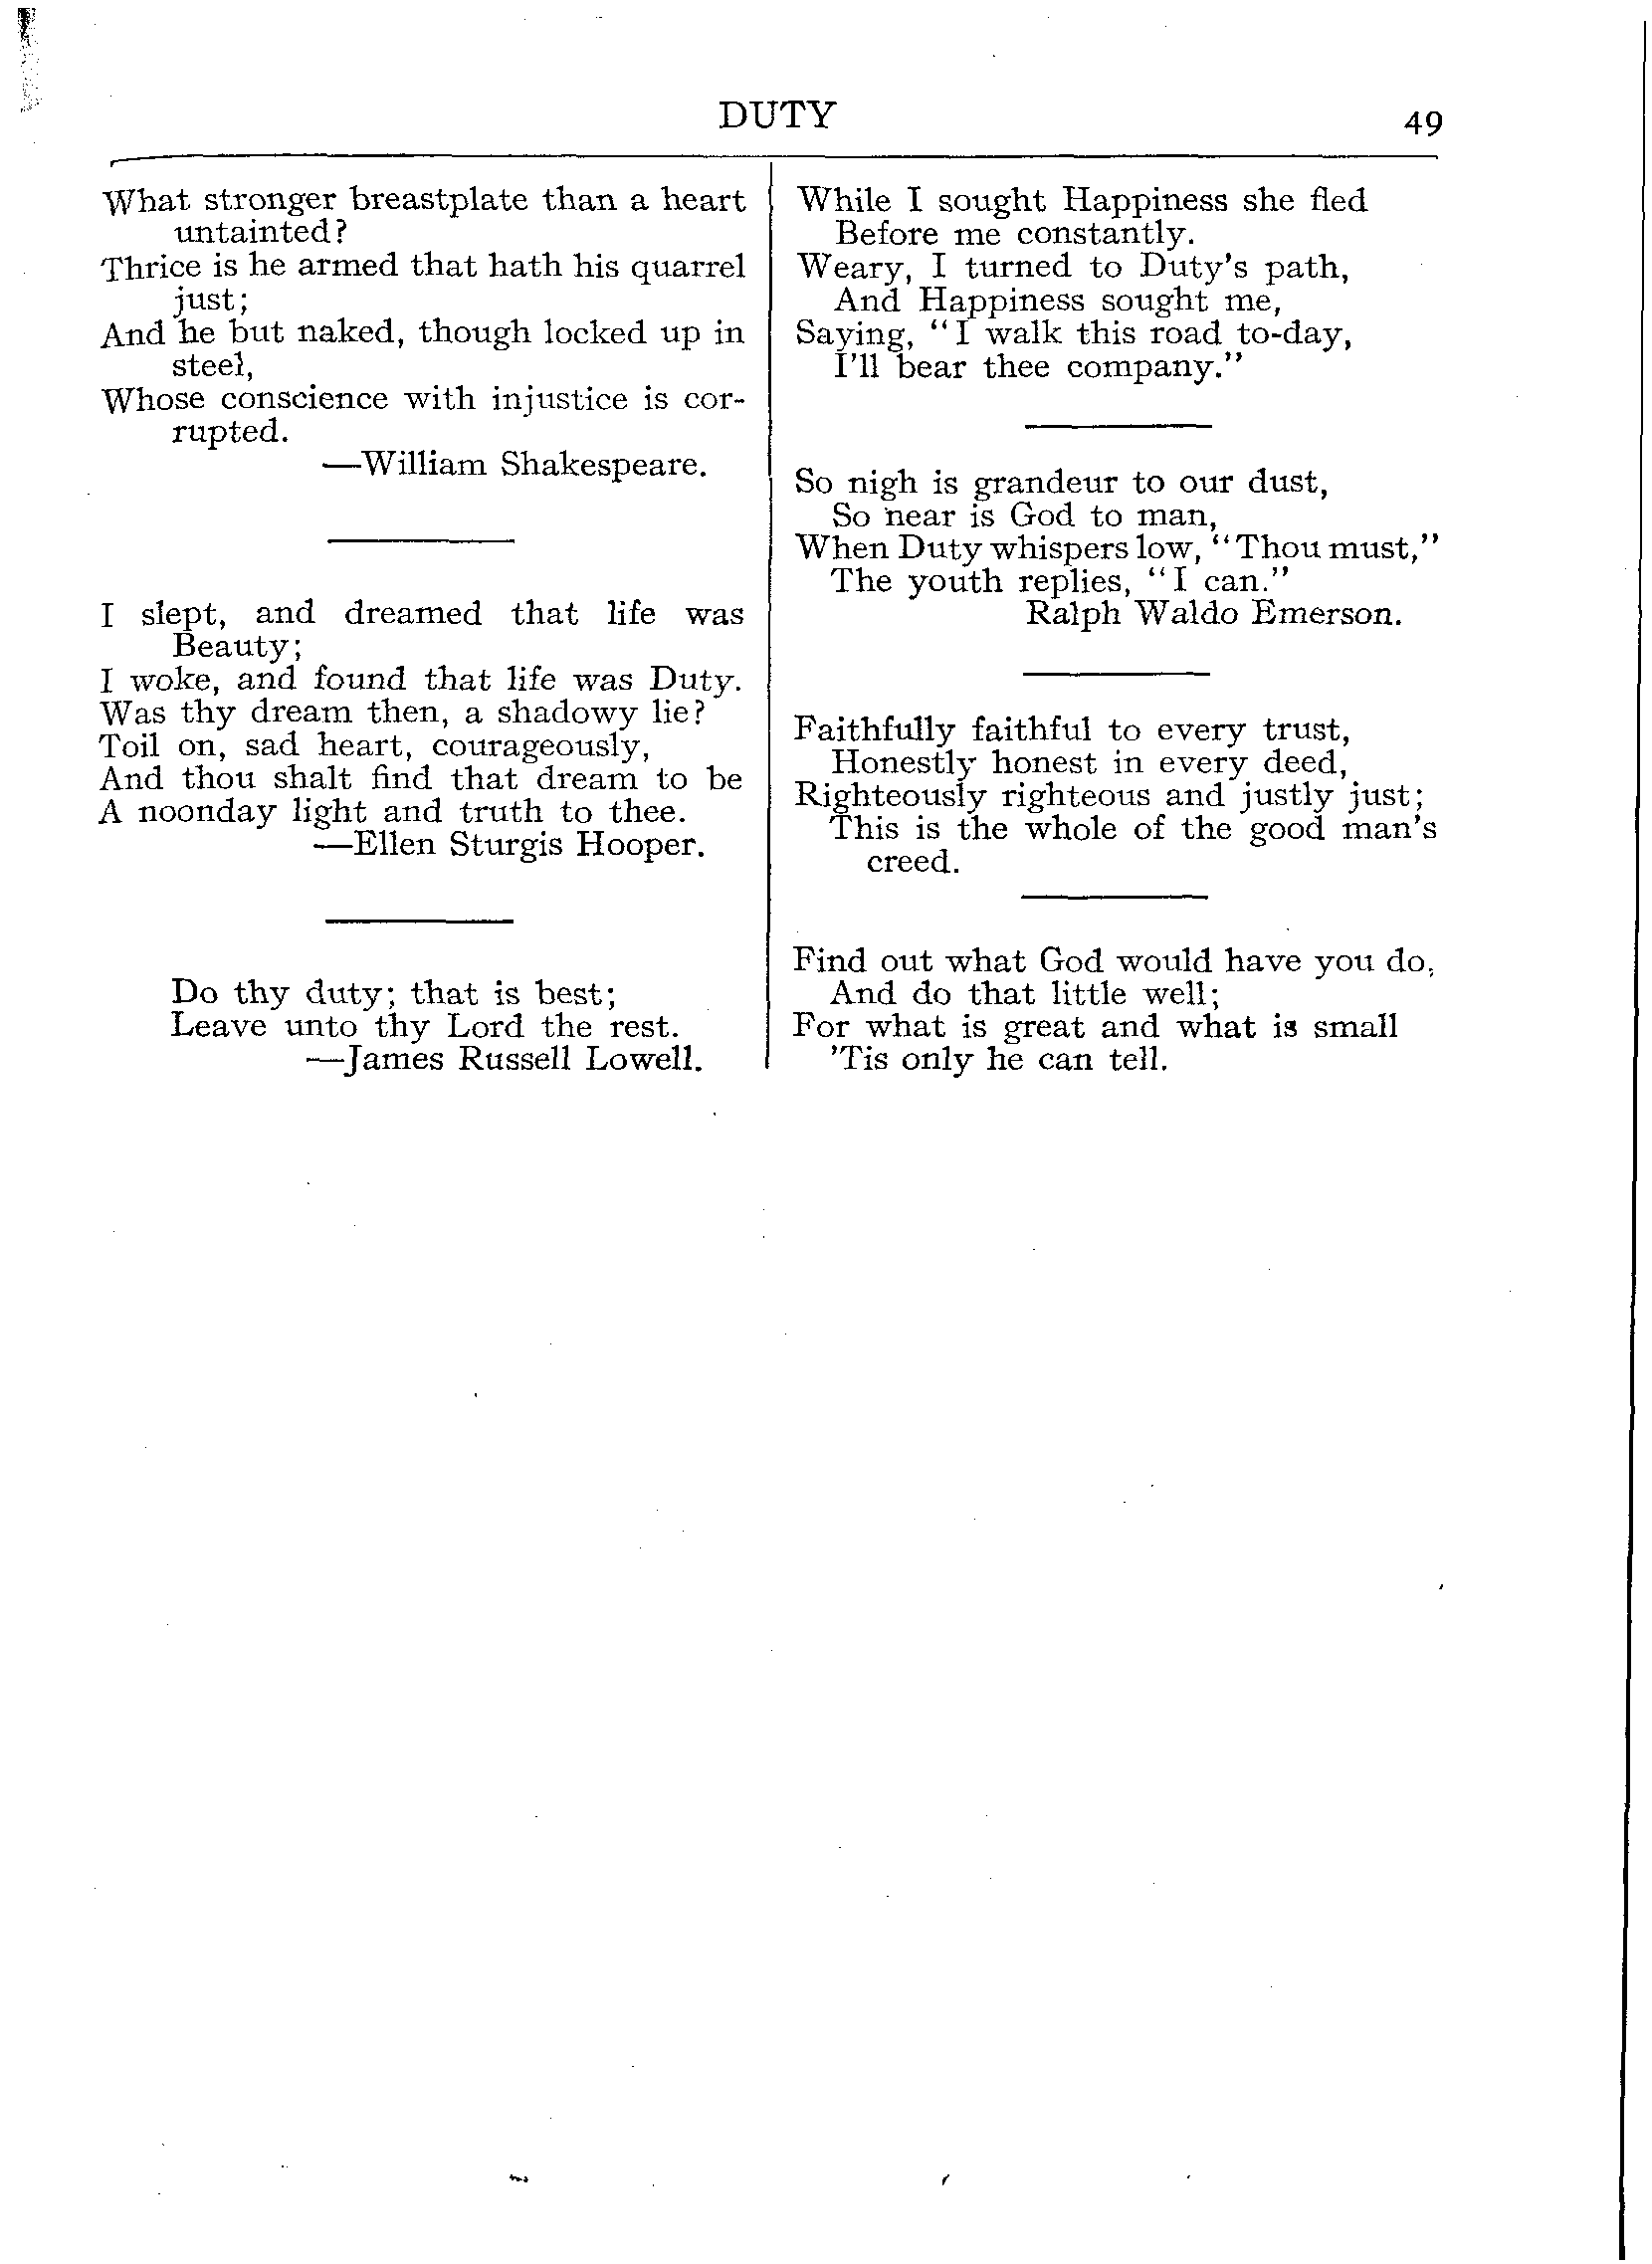 DUTY
49
What stronger breastplate than a heart
untainted?
Thrice is he armed that hath his quarrel
just;
And he but naked, though locked up in
steel,
Whose conscience with injustice is cor-
rupted.
—William Shakespeare.
I slept, and dreamed that life was
Beauty;
I woke, and found that life was Duty.
Was thy dream then, a shadowy lie?
Toil on, sad heart, courageously,
And thou shalt find that dream to be
A noonday light and truth to thee.
—Ellen Sturgis Hooper.
Do thy duty; that is best;
Leave unto thy Lord the rest.
—James Russell Lowell.
While I sought Happiness she fled
Before me constantly.
Weary, I turned to Duty's path,
And Happiness sought me,
Saying, "I walk this road to-day,
I'll bear thee company."
So nigh is grandeur to our dust,
So near is God to man,
When Duty whispers low, "Thou must,"
The youth replies, "I can."
Ralph Waldo Emerson.
Faithfully faithful to every trust,
Honestly honest in every deed,
Righteously righteous and justly just;
This is the whole of the good man's
creed.
Find out what God would have you do,
And do that little well;
For what is great and what is small
'Tis only he can tell.